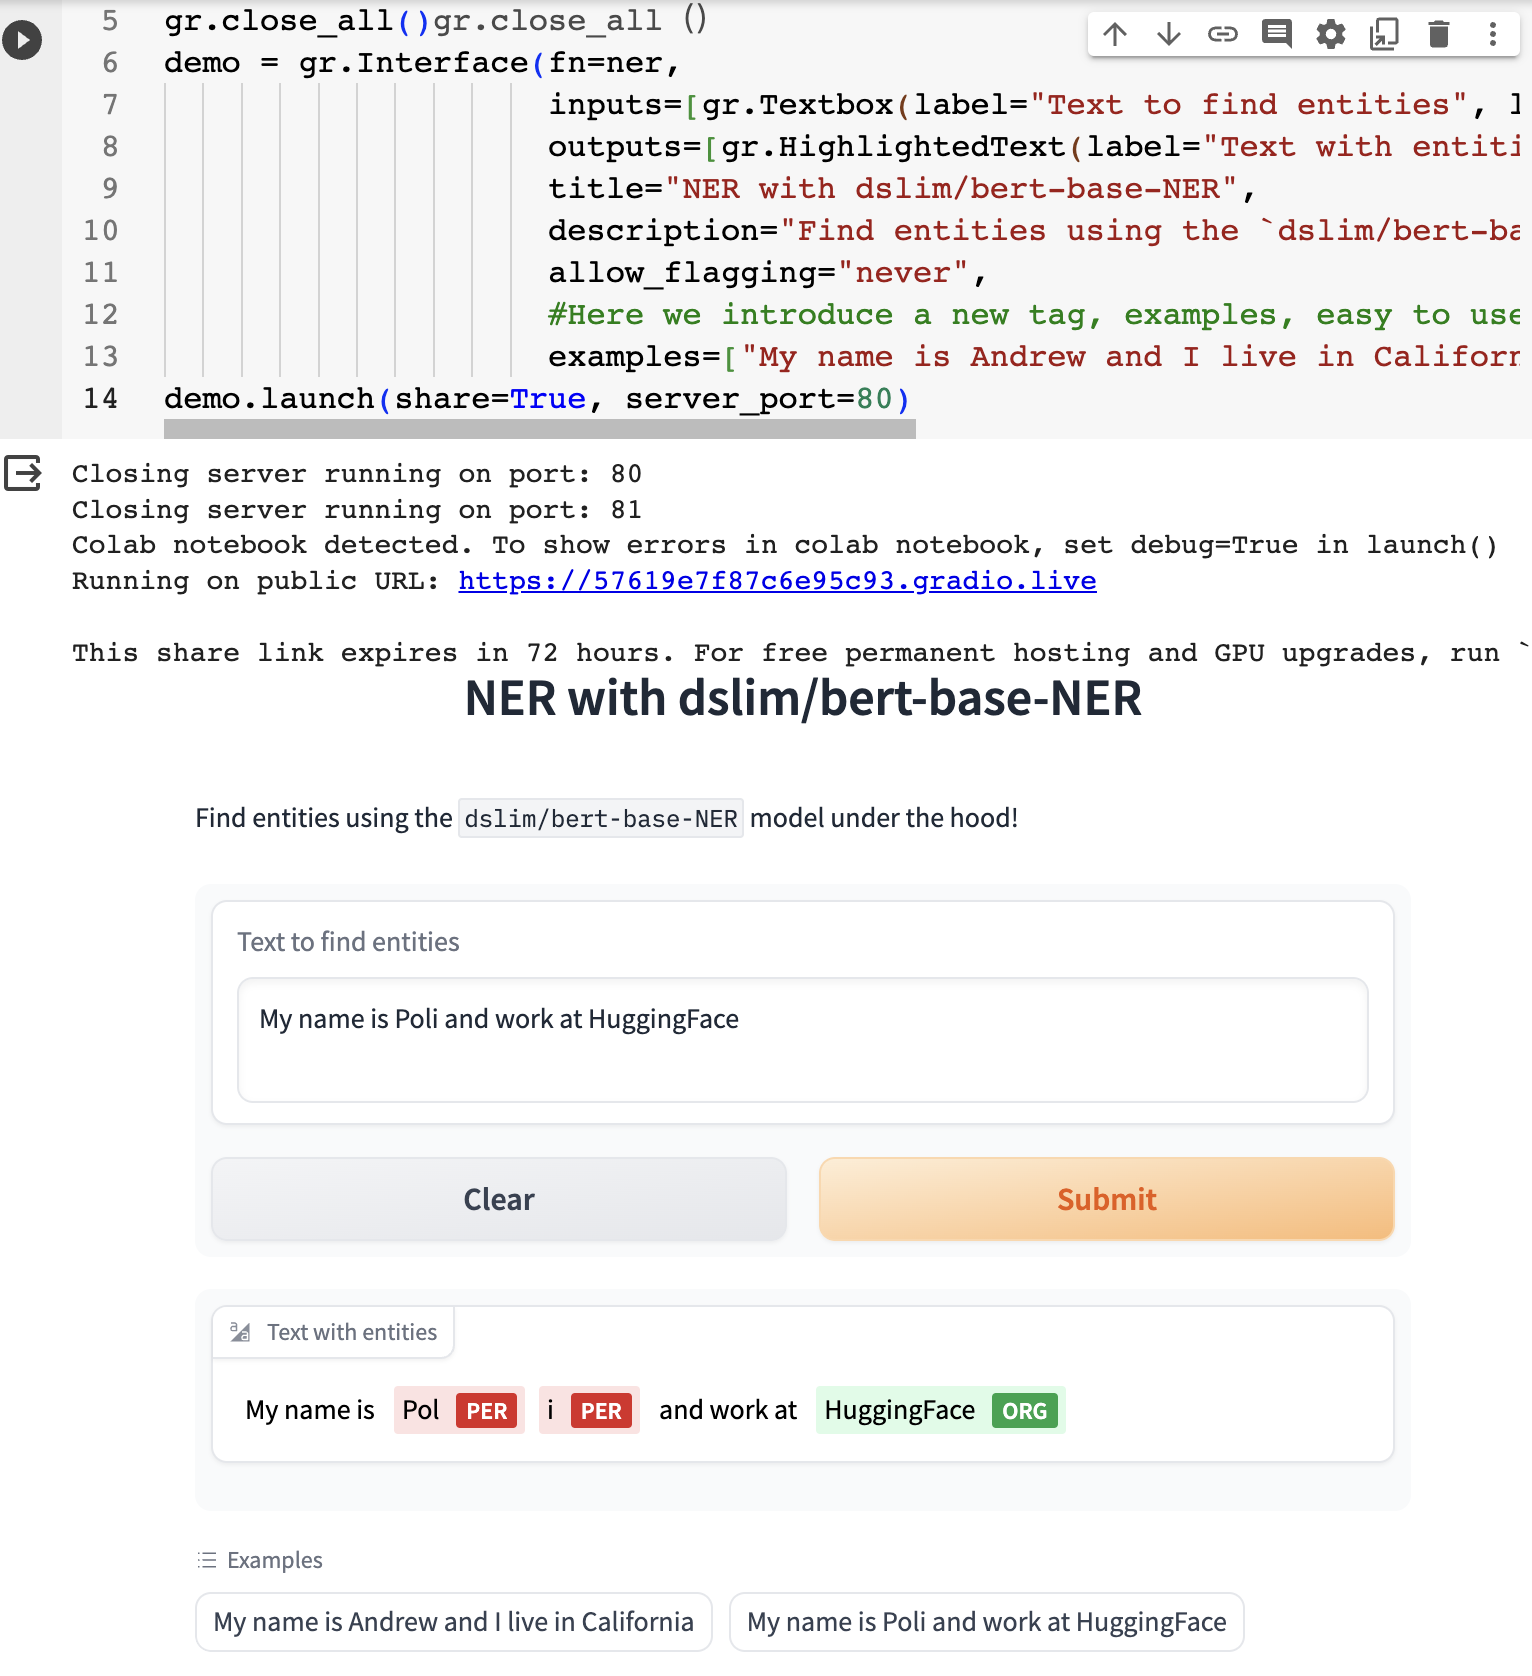 5 gr.close_all()gr.close_all ()
6 demo = gr.Interface(fn=ner,
7 inputs=[gr.Textbox(label="Text to find entities", l
8 outputs=[gr.HighlightedText(label="Text with entiti
9 title="NER with dslim/bert-base-NER",
10 description="Find entities using the `dslim/bert-ba
11 allow_flagging="never",
12 #Here we introduce a new tag, examples, easy to use
13 examples=["My name is Andrew and I live in Californ
14 demo.launch(share=True, server_port=80)
Closing server running on port: 80
Closing server running on port: 81
Colab notebook detected. To show errors in colab notebook, set debug=True in launch()
Running on public URL: https://57619e7f87c6e95c93.gradio.live
This share link expires in 72 hours. For free permanent hosting and GPU upgrades, run `
NER with dslim/bert-base-NER
Find entities using the dslim/bert-base-NER model under the hood!
Text to find entities
My name is Poli and work at HuggingFace
Clear Submit
Text with entities
My name is Pol PER i PER and work at HuggingFace ORG
Examples
My name is Andrew and I live in California My name is Poli and work at HuggingFace